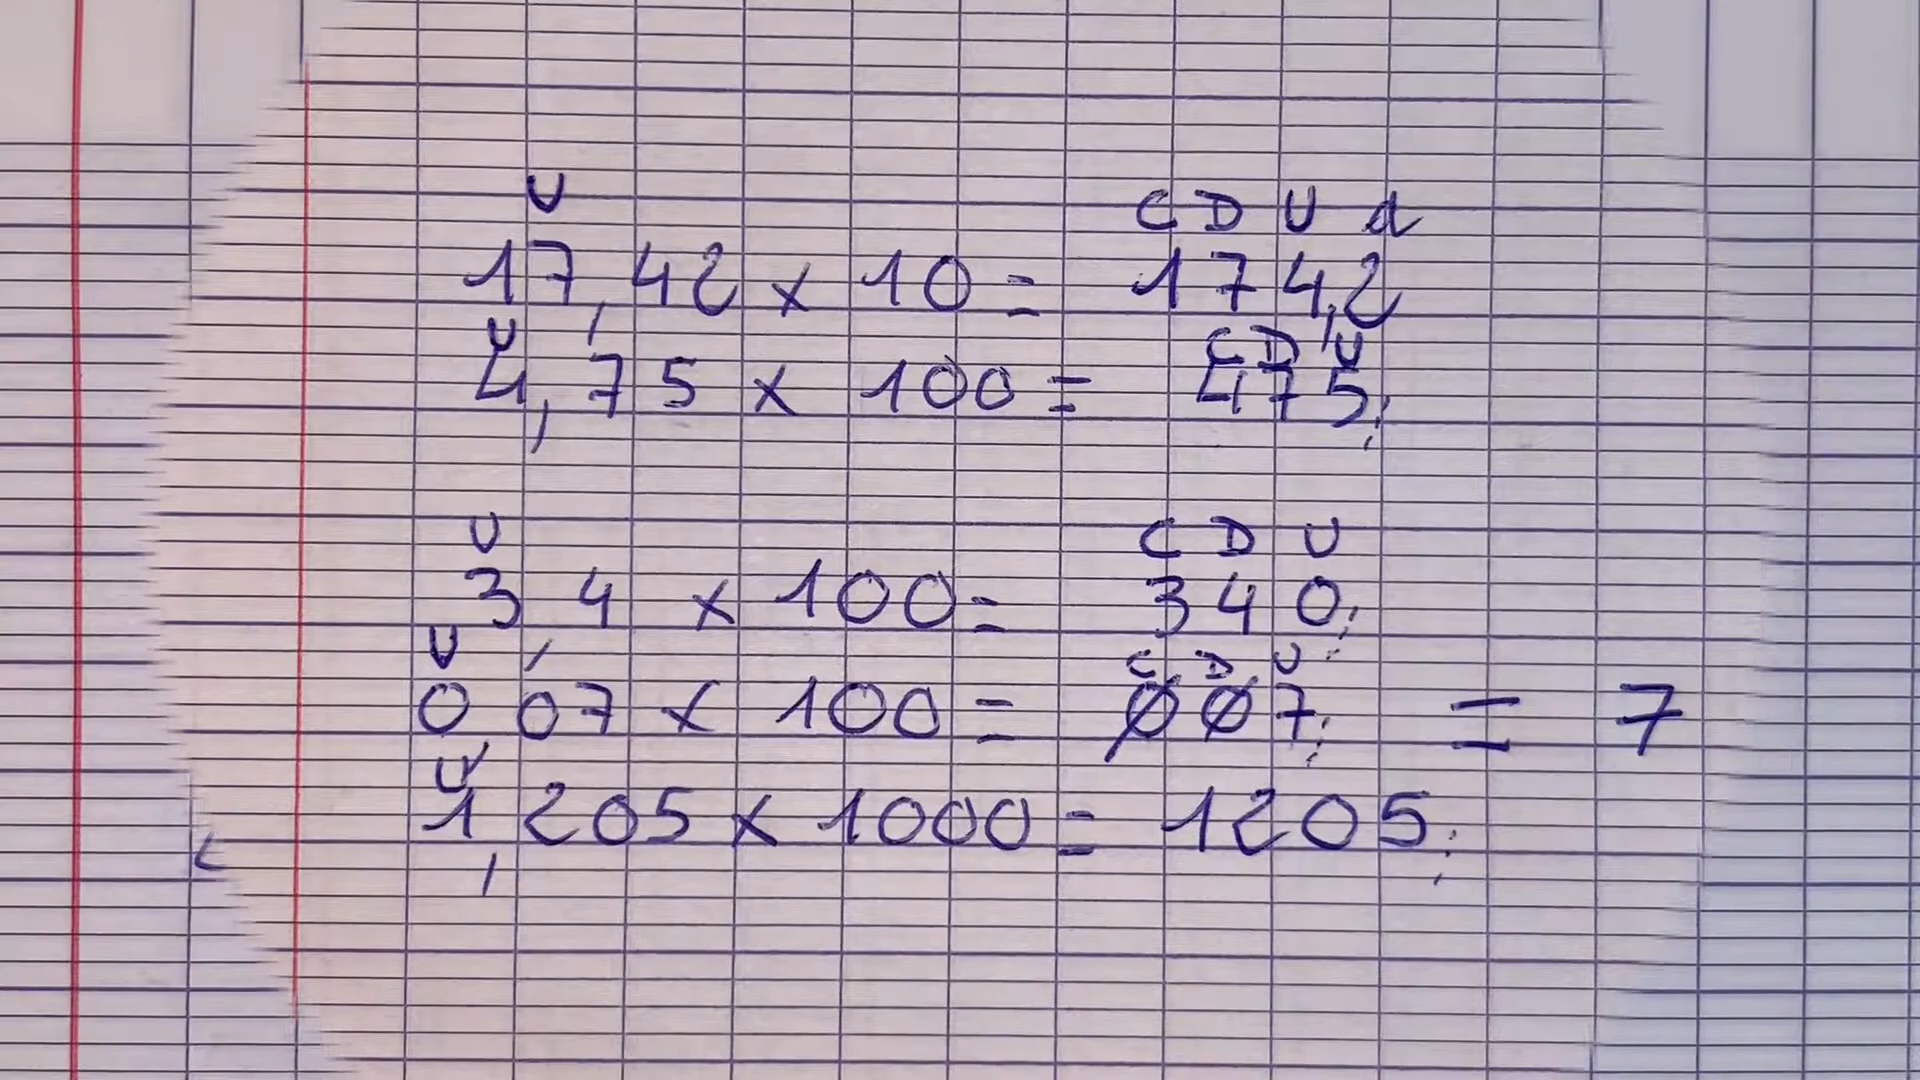 U C D U d
17,42 x 10 = 174,2
U C D U
4,75 x 100 = 475,
U C D U
3,4 x 100 = 340,
U C D U
0,07 x 100 = 007, = 7
U
1,205 x 1000 = 1205,